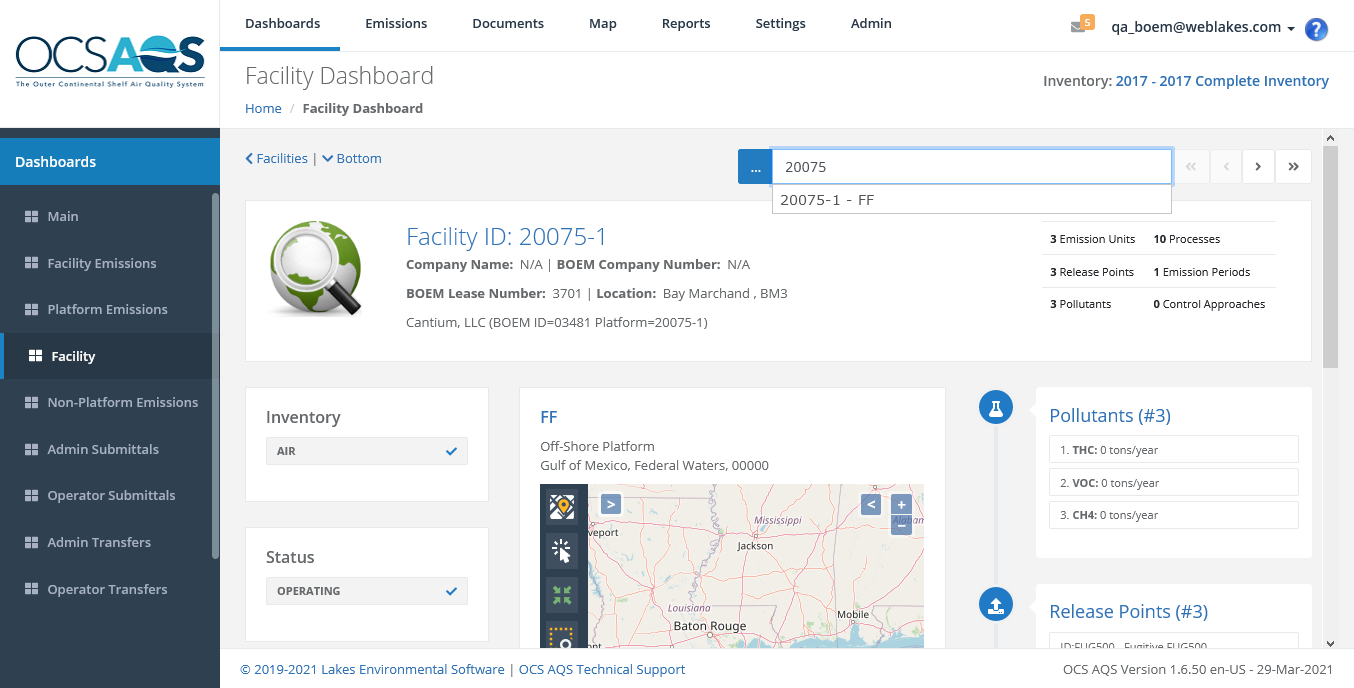 OCSAQS
The Outer Continental Shelf Air Quality System
Dashboards Emissions Documents Map Reports Settings Admin
5 qa_boem@weblakes.com ?
Facility Dashboard
Inventory: 2017 - 2017 Complete Inventory
Home / Facility Dashboard
Dashboards
Main
Facility Emissions
Platform Emissions
Facility
Non-Platform Emissions
Admin Submittals
Operator Submittals
Admin Transfers
Operator Transfers
Facilities | Bottom
... 20075
20075-1 - FF
Facility ID: 20075-1
Company Name: N/A | BOEM Company Number: N/A
BOEM Lease Number: 3701 | Location: Bay Marchand , BM3
Cantium, LLC (BOEM ID=03481 Platform=20075-1)
3 Emission Units 10 Processes
3 Release Points 1 Emission Periods
3 Pollutants 0 Control Approaches
Inventory
AIR
Status
OPERATING
FF
Off-Shore Platform
Gulf of Mexico, Federal Waters, 00000
> < +
−
Mississippi
Alabam
veport
Jackson
Louisiana
Mobile
Baton Rouge
ont
Pollutants (#3)
1. THC: 0 tons/year
2. VOC: 0 tons/year
3. CH4: 0 tons/year
Release Points (#3)
ID:FUG500 - Fugitive FUG500
© 2019-2021 Lakes Environmental Software | OCS AQS Technical Support
OCS AQS Version 1.6.50 en-US - 29-Mar-2021